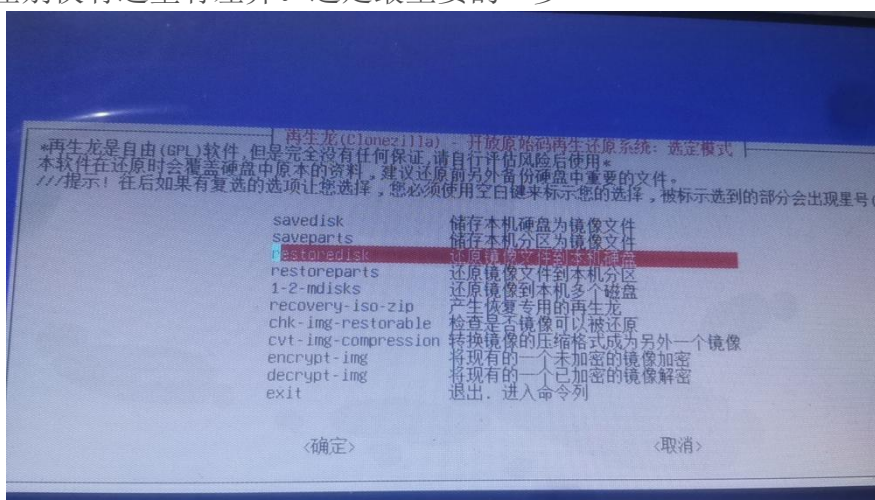 再生龙(Clonezilla) - 开放原始码再生还原系统: 选定模式
*再生龙是自由(GPL)软件,但是完全没有任何保证,请自行评估风险后使用*
本软件在还原时会覆盖硬盘中原本的资料,建议还原前另外备份硬盘中重要的文件。
///提示! 往后如果有复选的选项让您选择,您必须使用空白键来标示您的选择,被标示选到的部分会出现星号(
savedisk 储存本机硬盘为镜像文件
saveparts 储存本机分区为镜像文件
restoredisk 还原镜像文件到本机硬盘
restoreparts 还原镜像文件到本机分区
1-2-mdisks 还原镜像到本机多个磁盘
recovery-iso-zip 产生恢复专用的再生龙
chk-img-restorable 检查是否镜像可以被还原
cvt-img-compression 转换镜像的压缩格式成为另外一个镜像
encrypt-img 将现有的一个未加密的镜像加密
decrypt-img 将现有的一个已加密的镜像解密
exit 退出. 进入命令列
<确定> <取消>